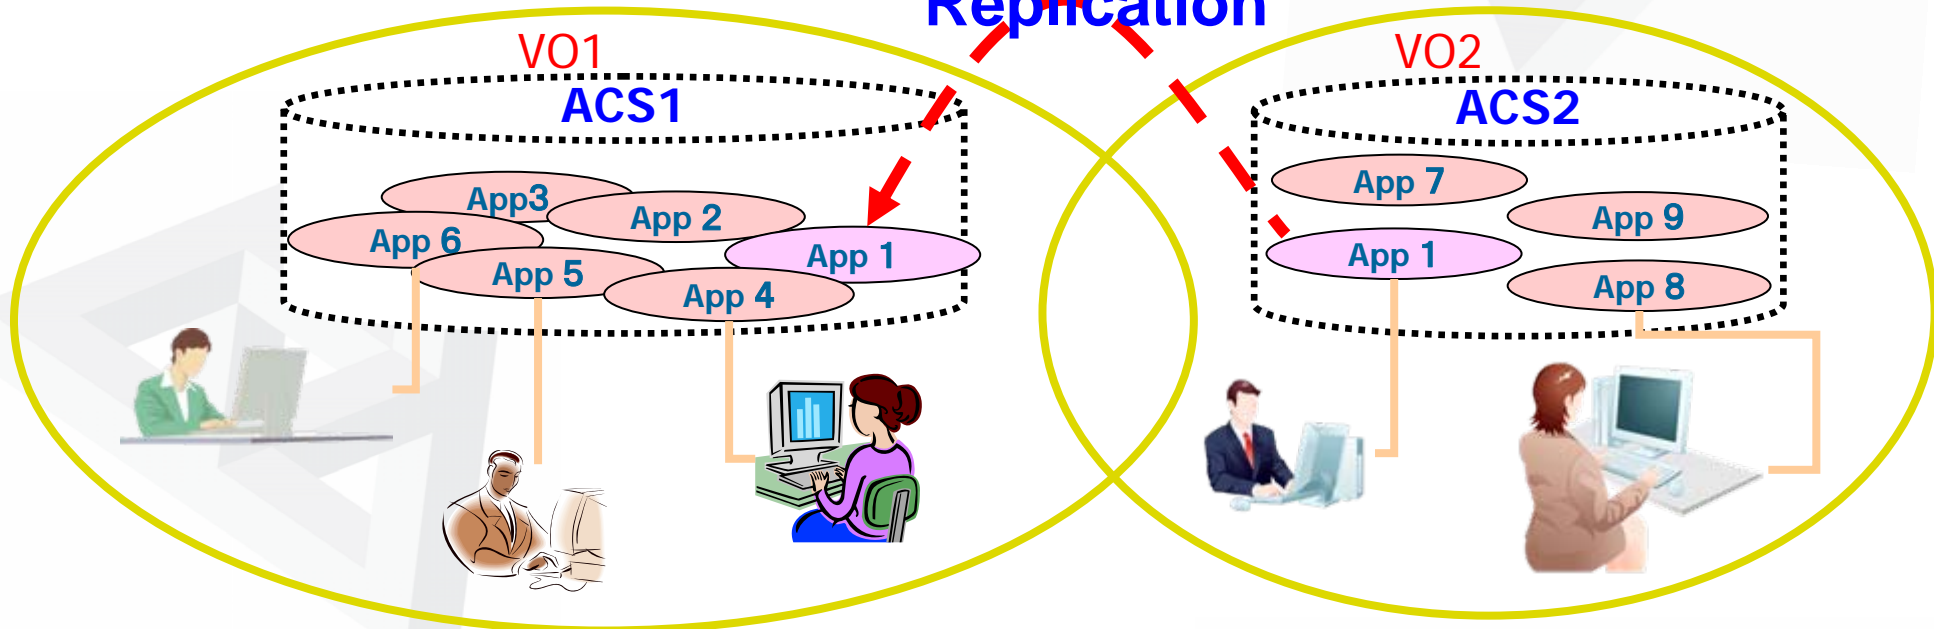 Replication
VO1
VO2
ACS1
ACS2
App3
App 2
App 6
App 1
App 5
App 4
App 7
App 9
App 1
App 8